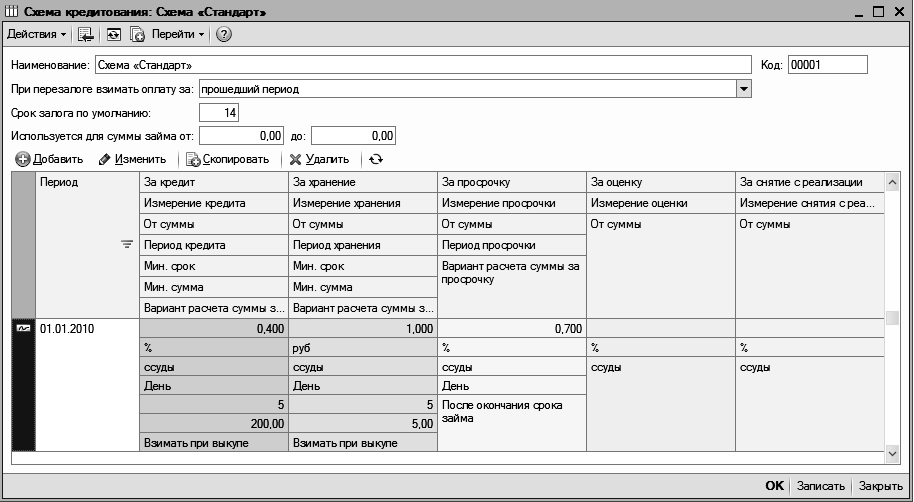 Схема кредитования: Схема «Стандарт»
Действия Перейти
Наименование: Схема «Стандарт» Код: 00001
При перезалоге взимать оплату за: прошедший период
Срок залога по умолчанию: 14
Используется для суммы займа от: 0,00 до: 0,00
Добавить Изменить Скопировать Удалить
Период За кредит За хранение За просрочку За оценку За снятие с реализации
Измерение кредита Измерение хранения Измерение просрочки Измерение оценки Измерение снятия с реа...
От суммы От суммы От суммы От суммы От суммы
Период кредита Период хранения Период просрочки
Мин. срок Мин. срок Вариант расчета суммы за
просрочку
Мин. сумма Мин. сумма
Вариант расчета суммы з... Вариант расчета суммы з...
01.01.2010 0,400 1,000 0,700
% руб % % %
ссуды ссуды ссуды ссуды ссуды
День День День
5 5 После окончания срока
займа
200,00 5,00
Взимать при выкупе Взимать при выкупе
OK Записать Закрыть